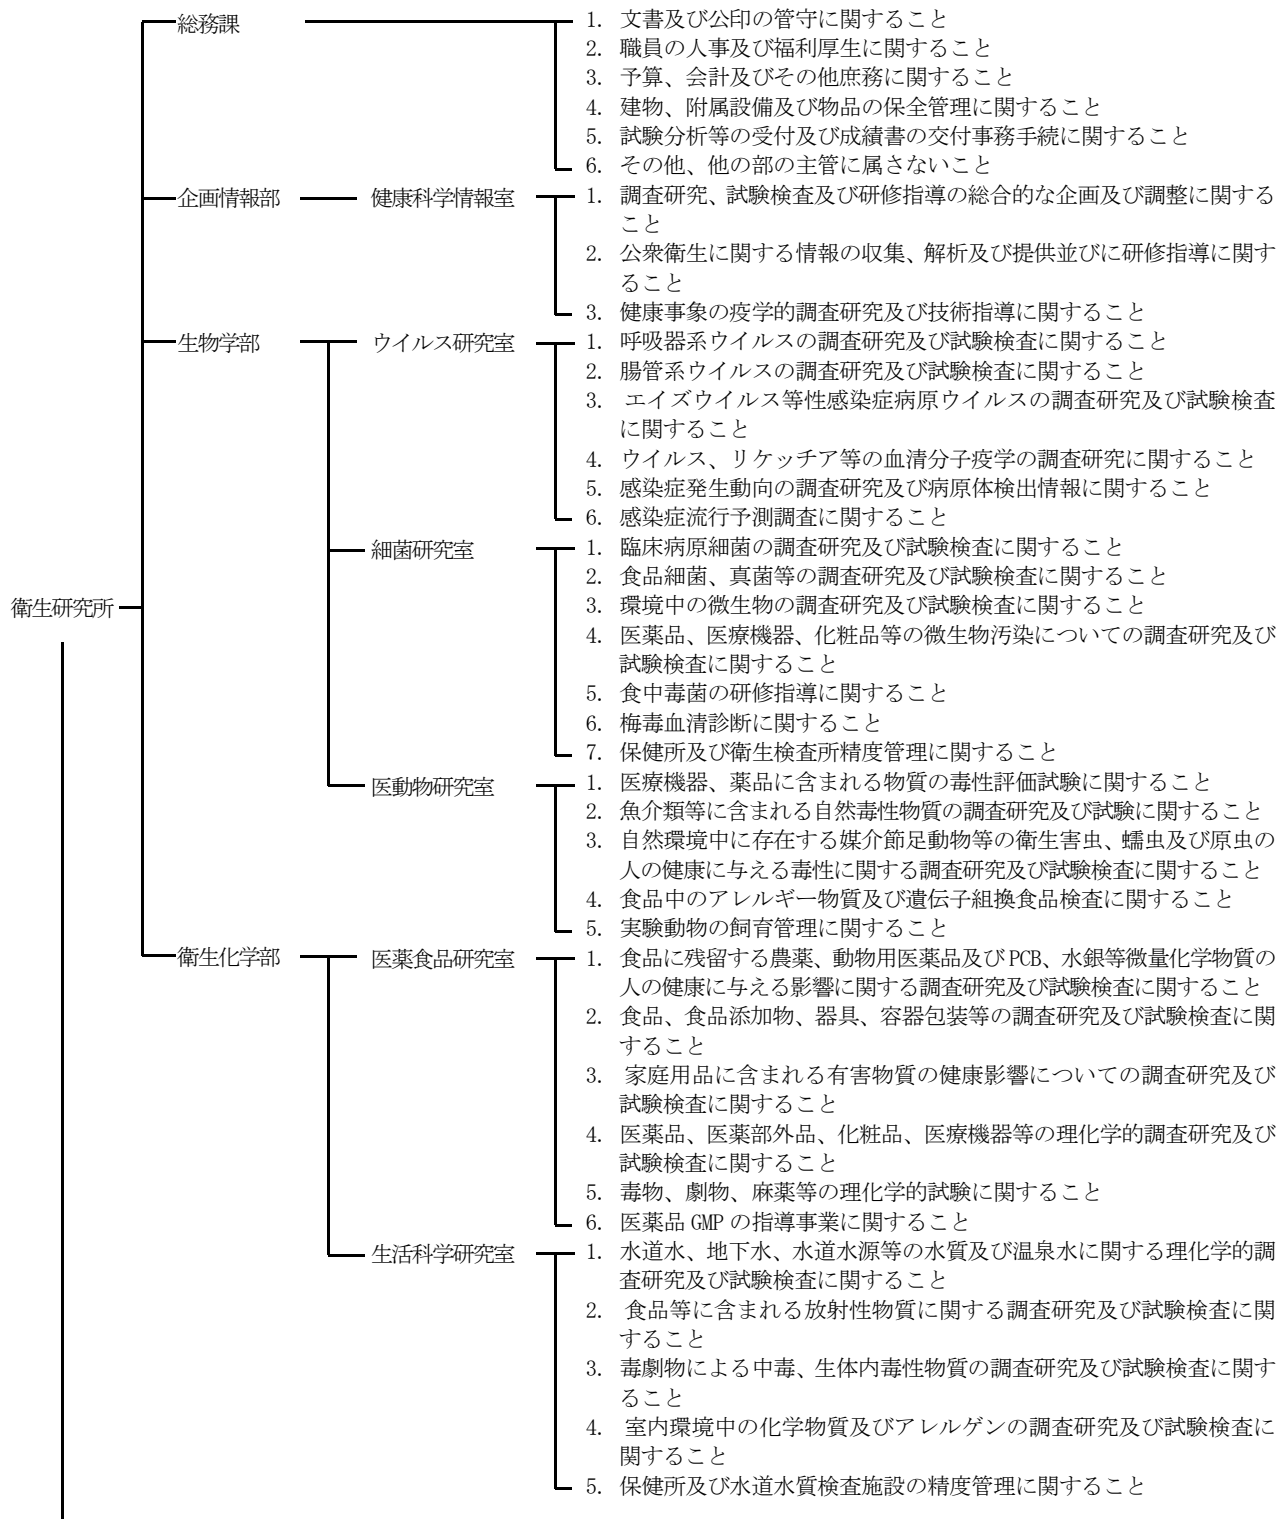 総務課
1. 文書及び公印の管守に関すること
2. 職員の人事及び福利厚生に関すること
3. 予算、会計及びその他庶務に関すること
4. 建物、附属設備及び物品の保全管理に関すること
5. 試験分析等の受付及び成績書の交付事務手続に関すること
6. その他、他の部の主管に属さないこと
企画情報部
健康科学情報室
1. 調査研究、試験検査及び研修指導の総合的な企画及び調整に関する
こと
2. 公衆衛生に関する情報の収集、解析及び提供並びに研修指導に関す
ること
3. 健康事象の疫学的調査研究及び技術指導に関すること
生物学部
ウイルス研究室
1. 呼吸器系ウイルスの調査研究及び試験検査に関すること
2. 腸管系ウイルスの調査研究及び試験検査に関すること
3. エイズウイルス等性感染症病原ウイルスの調査研究及び試験検査
に関すること
4. ウイルス、リケッチア等の血清分子疫学の調査研究に関すること
5. 感染症発生動向の調査研究及び病原体検出情報に関すること
6. 感染症流行予測調査に関すること
細菌研究室
1. 臨床病原細菌の調査研究及び試験検査に関すること
2. 食品細菌、真菌等の調査研究及び試験検査に関すること
3. 環境中の微生物の調査研究及び試験検査に関すること
4. 医薬品、医療機器、化粧品等の微生物汚染についての調査研究及び
試験検査に関すること
5. 食中毒菌の研修指導に関すること
6. 梅毒血清診断に関すること
7. 保健所及び衛生検査所精度管理に関すること
衛生研究所
医動物研究室
1. 医療機器、薬品に含まれる物質の毒性評価試験に関すること
2. 魚介類等に含まれる自然毒性物質の調査研究及び試験に関すること
3. 自然環境中に存在する媒介節足動物等の衛生害虫、蠕虫及び原虫の
人の健康に与える毒性に関する調査研究及び試験検査に関すること
4. 食品中のアレルギー物質及び遺伝子組換食品検査に関すること
5. 実験動物の飼育管理に関すること
衛生化学部
医薬食品研究室
1. 食品に残留する農薬、動物用医薬品及び PCB、水銀等微量化学物質の
人の健康に与える影響に関する調査研究及び試験検査に関すること
2. 食品、食品添加物、器具、容器包装等の調査研究及び試験検査に関
すること
3. 家庭用品に含まれる有害物質の健康影響についての調査研究及び
試験検査に関すること
4. 医薬品、医薬部外品、化粧品、医療機器等の理化学的調査研究及び
試験検査に関すること
5. 毒物、劇物、麻薬等の理化学的試験に関すること
6. 医薬品 GMP の指導事業に関すること
生活科学研究室
1. 水道水、地下水、水道水源等の水質及び温泉水に関する理化学的調
査研究及び試験検査に関すること
2. 食品等に含まれる放射性物質に関する調査研究及び試験検査に関
すること
3. 毒劇物による中毒、生体内毒性物質の調査研究及び試験検査に関す
ること
4. 室内環境中の化学物質及びアレルゲンの調査研究及び試験検査に
関すること
5. 保健所及び水道水質検査施設の精度管理に関すること